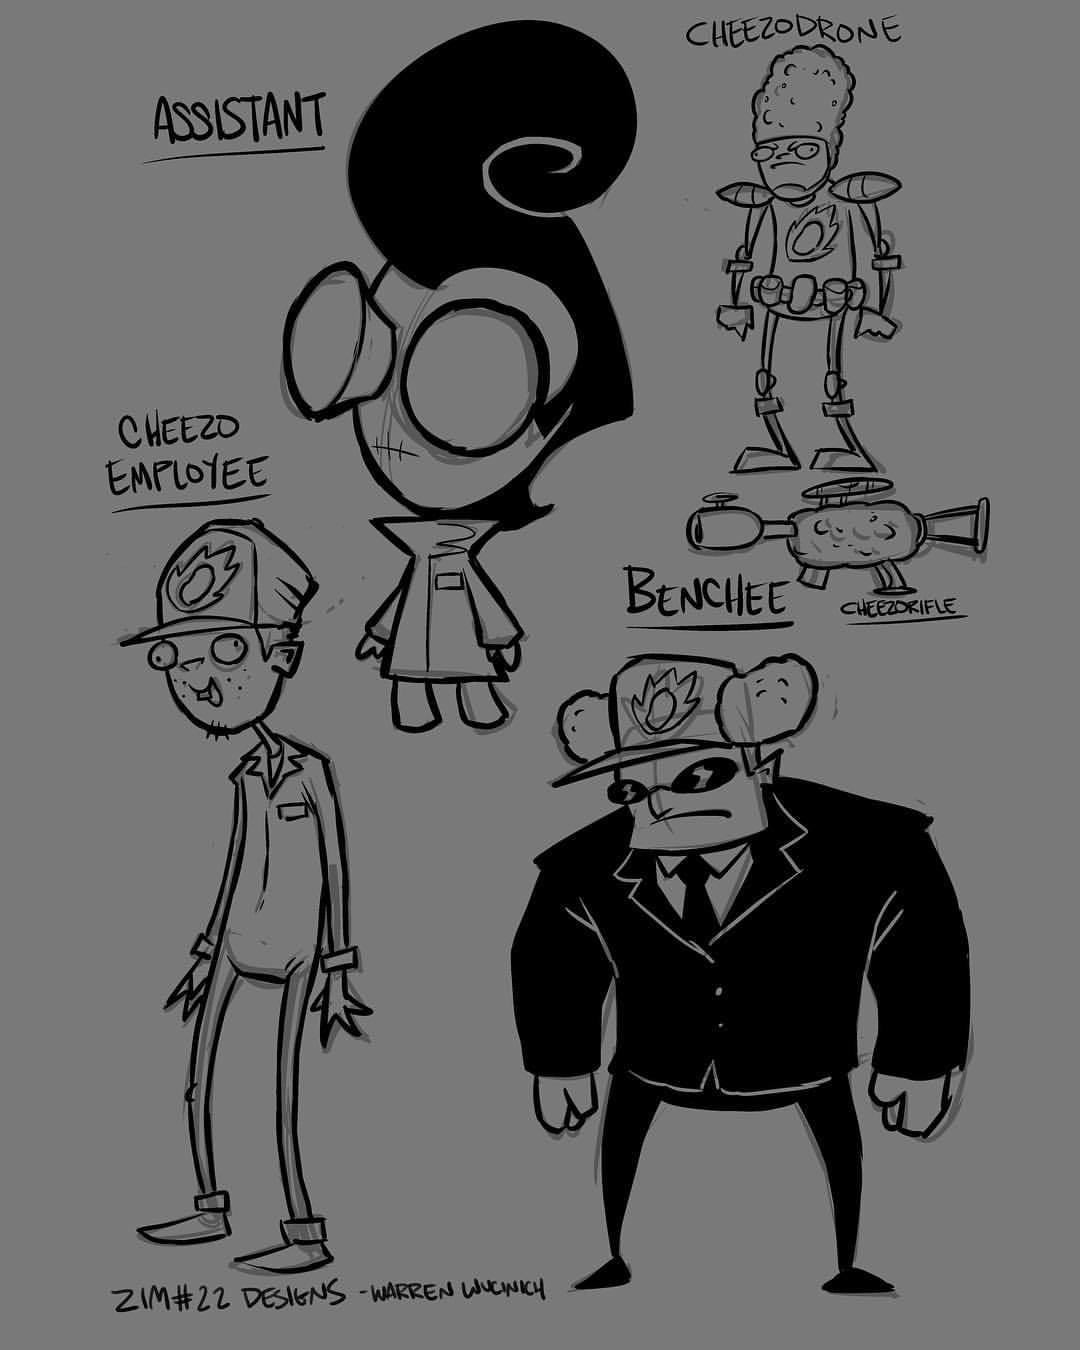 CHEEZODRONE
ASSISTANT
CHEEZO
EMPLOYEE
BENCHEE
CHEEZORIFLE
ZIM#22 DESIGNS -WARREN WUCINICH